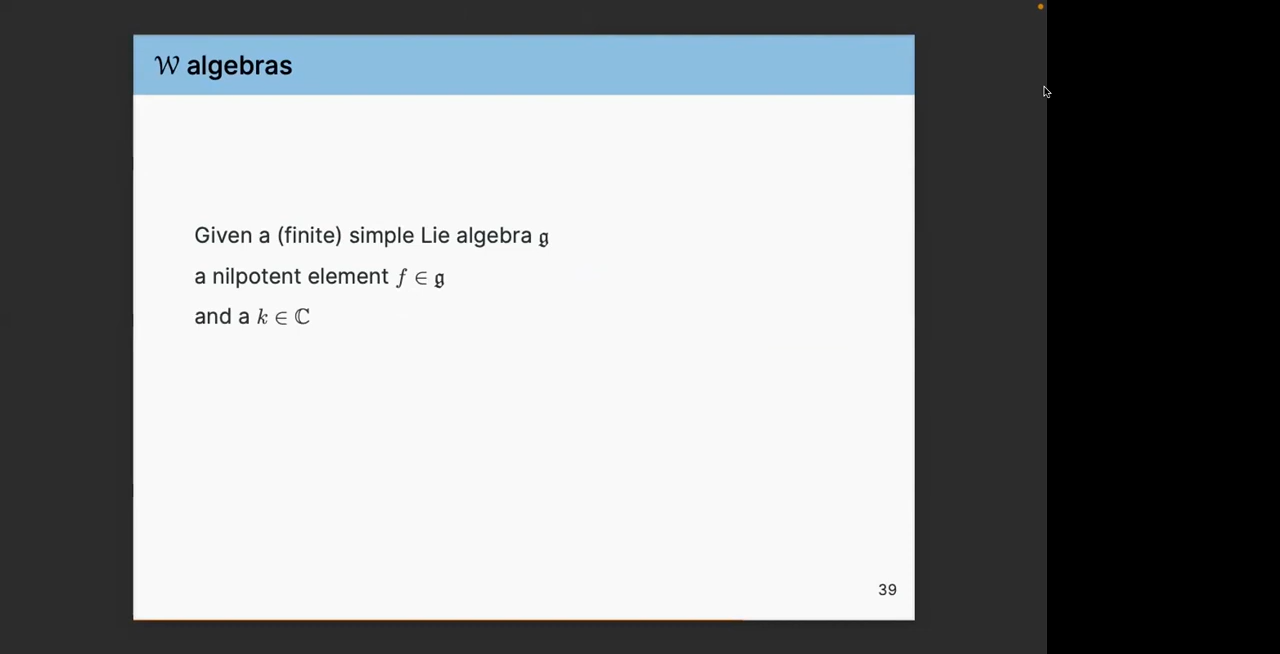 𝒲 algebras
Given a (finite) simple Lie algebra 𝔤
a nilpotent element f ∈ 𝔤
and a k ∈ ℂ
39